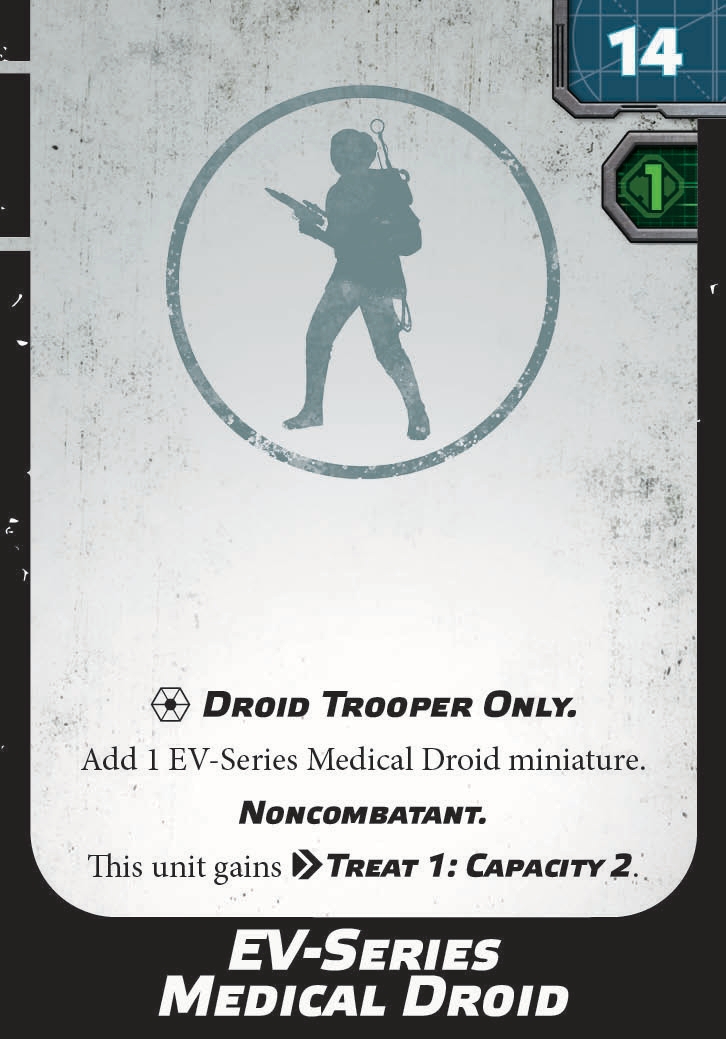 14
1
Droid Trooper Only.
Add 1 EV-Series Medical Droid miniature.
Noncombatant.
This unit gains Treat 1: Capacity 2.
EV-Series
Medical Droid